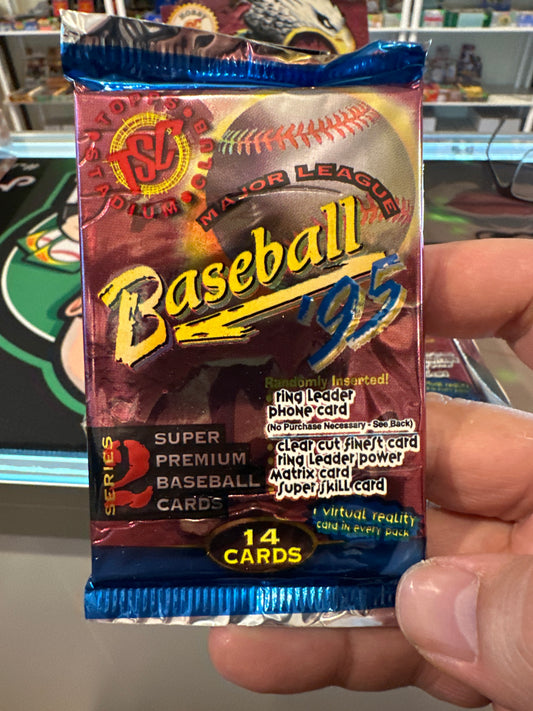 TOPPS
STADIUM CLUB
TSC
MAJOR LEAGUE
Baseball
'95
Randomly Inserted!
ring Leader
phone card
(No Purchase Necessary - See Back)
clear cut finest card
ring Leader power
matrix card
super skill card
SERIES 2
SUPER
PREMIUM
BASEBALL
CARDS
1 virtual reality
card in every pack
14
CARDS